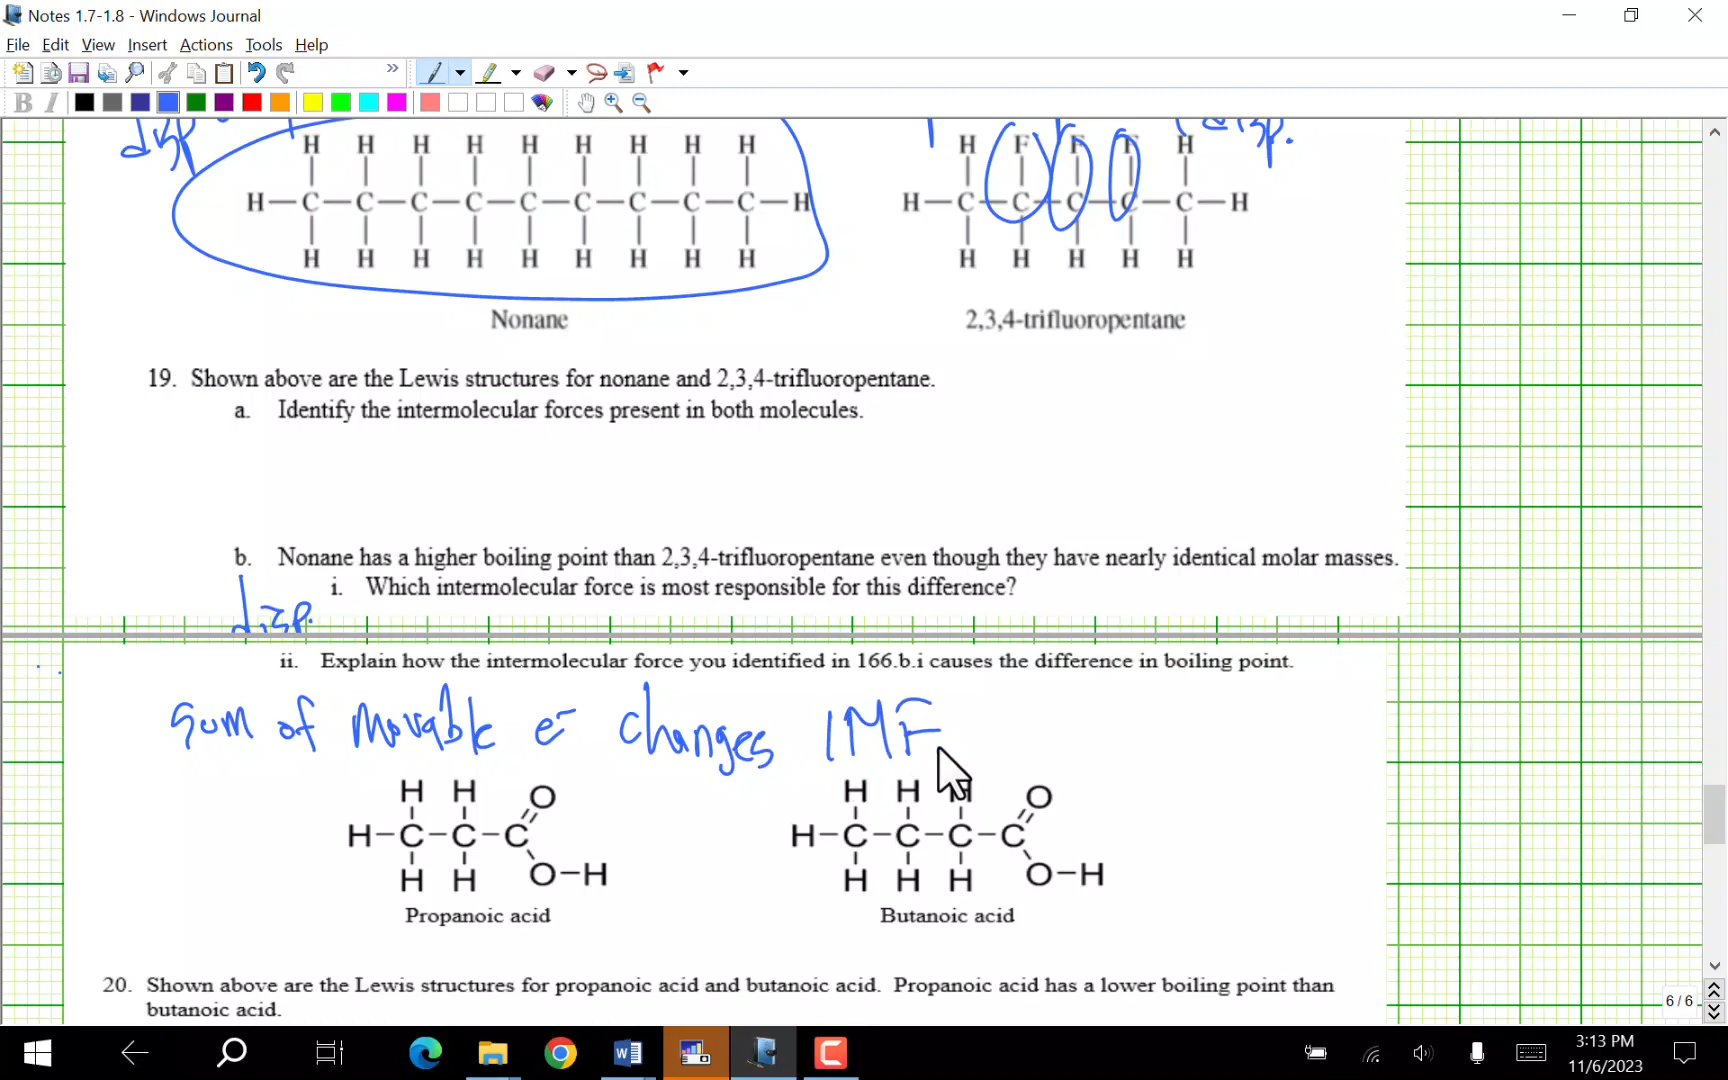 Notes 1.7-1.8 - Windows Journal
File Edit View Insert Actions Tools Help
B I
disp
disp.
H H H H H H H H H
H-C-C-C-C-C-C-C-C-C-H
H H H H H H H H H
Nonane
H F F F H
H-C-C-C-C-C-H
H H H H H
2,3,4-trifluoropentane
19. Shown above are the Lewis structures for nonane and 2,3,4-trifluoropentane.
a. Identify the intermolecular forces present in both molecules.
b. Nonane has a higher boiling point than 2,3,4-trifluoropentane even though they have nearly identical molar masses.
i. Which intermolecular force is most responsible for this difference?
disp.
ii. Explain how the intermolecular force you identified in 166.b.i causes the difference in boiling point.
Sum of movable e- changes IMF
H H O
H-C-C-C
H H O-H
Propanoic acid
H H H O
H-C-C-C-C
H H H O-H
Butanoic acid
20. Shown above are the Lewis structures for propanoic acid and butanoic acid. Propanoic acid has a lower boiling point than
butanoic acid.
6 / 6
3:13 PM
11/6/2023